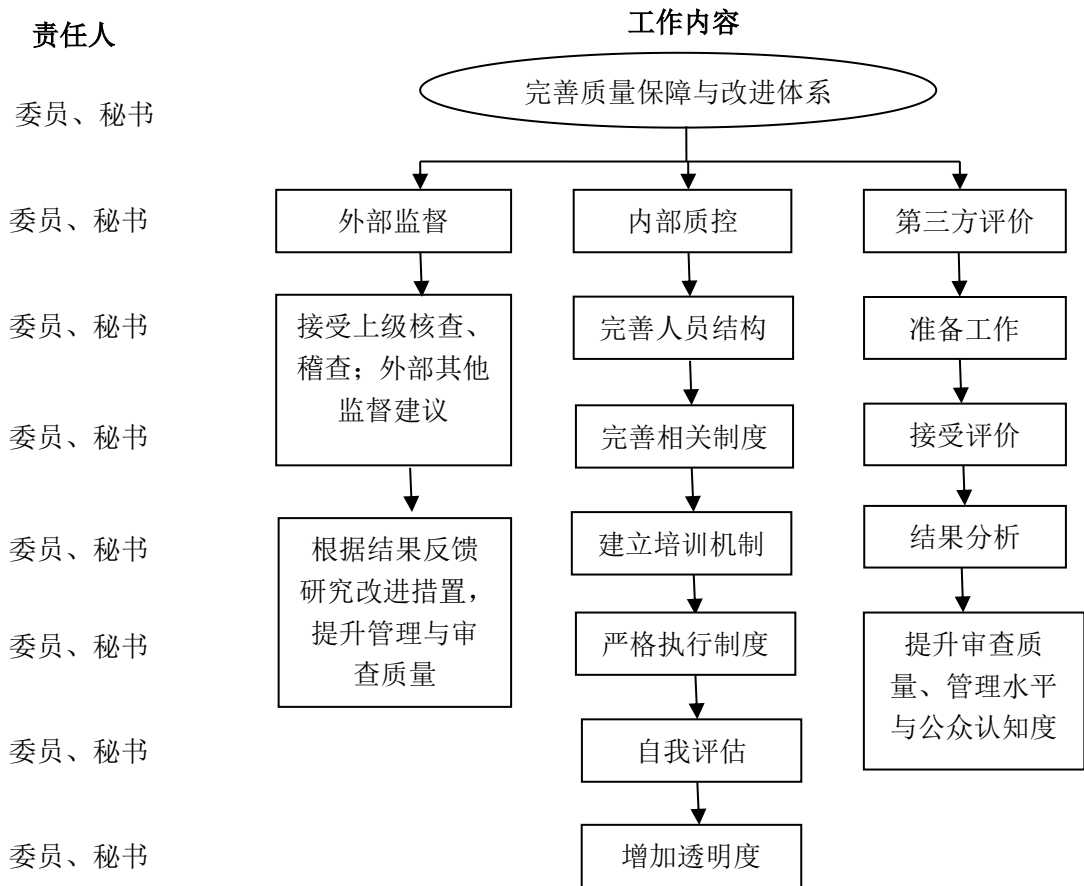 责任人
工作内容
委员、秘书
完善质量保障与改进体系
委员、秘书
外部监督
内部质控
第三方评价
委员、秘书
接受上级核查、
稽查；外部其他
监督建议
完善人员结构
准备工作
委员、秘书
完善相关制度
接受评价
委员、秘书
根据结果反馈
研究改进措置，
提升管理与审
查质量
建立培训机制
结果分析
委员、秘书
严格执行制度
提升审查质
量、管理水平
与公众认知度
委员、秘书
自我评估
委员、秘书
增加透明度